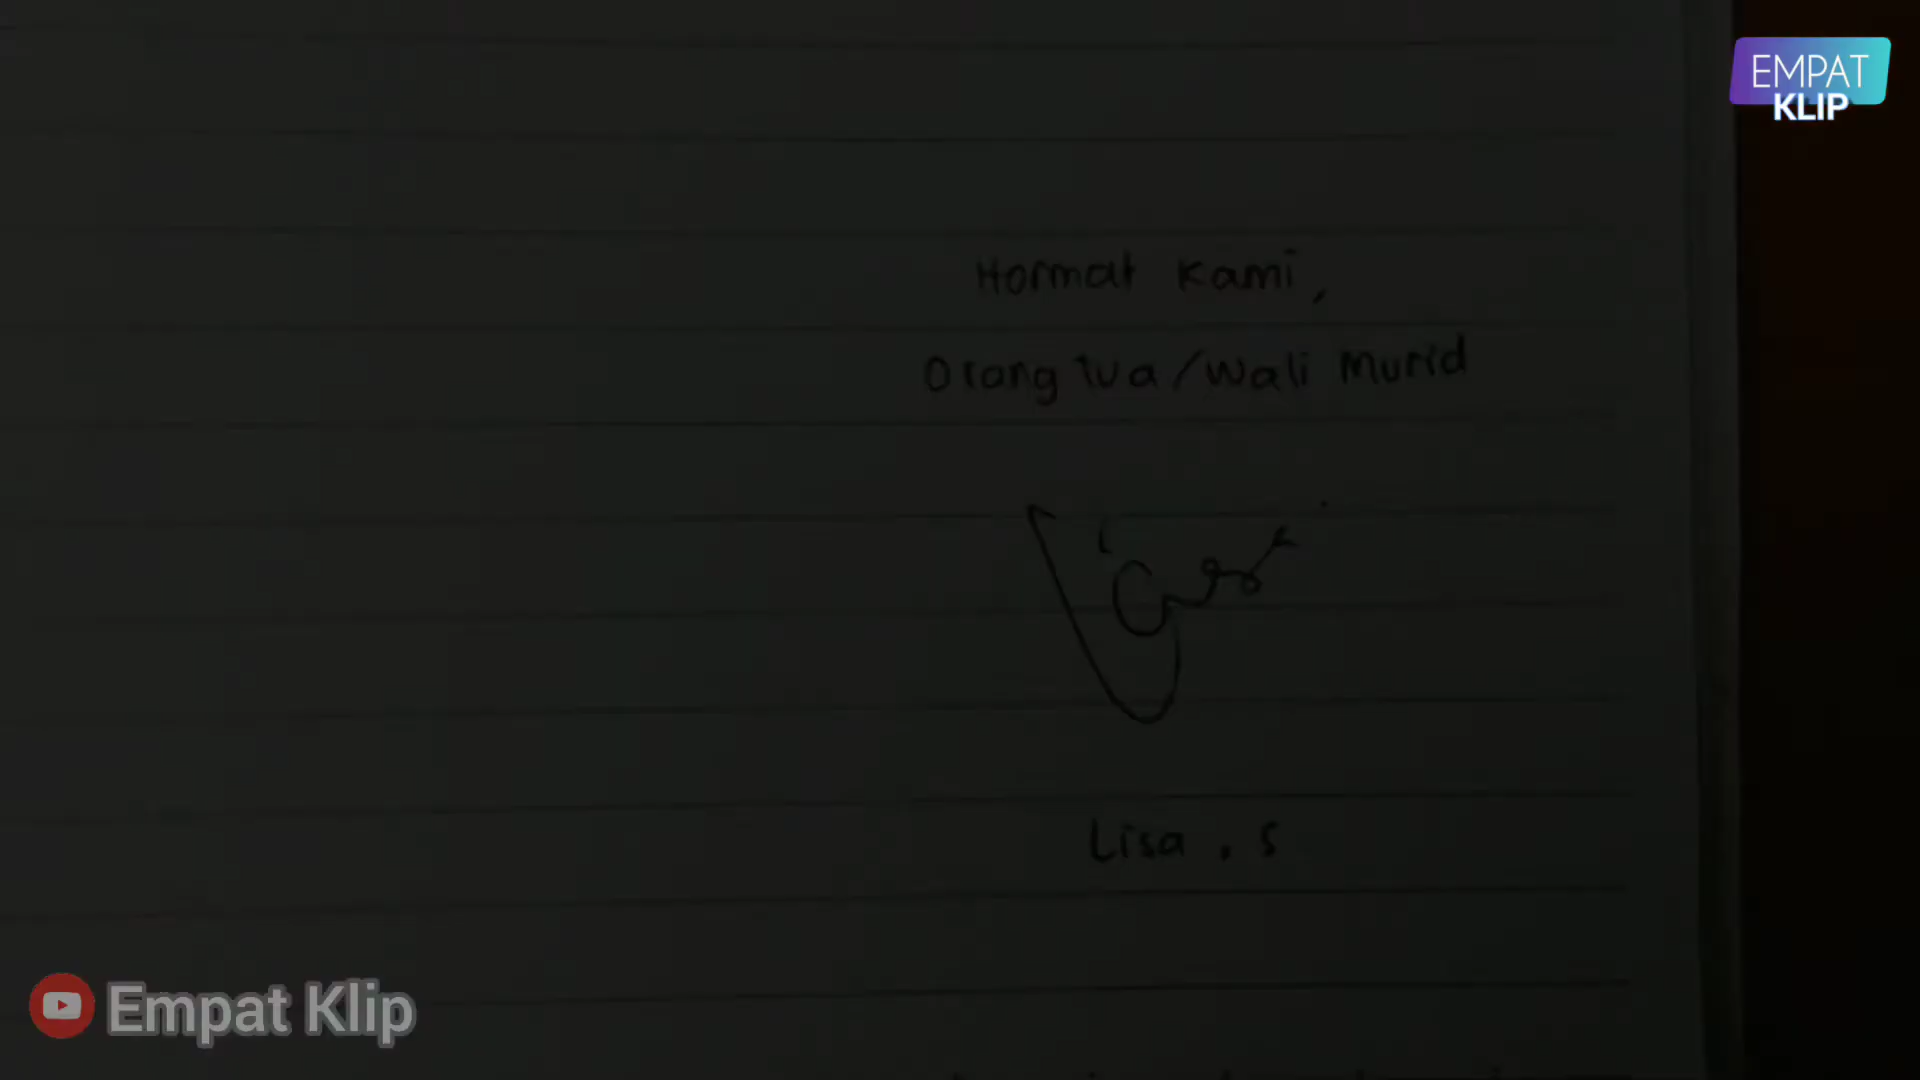 EMPAT
KLIP
Hormat Kami,
Orang Tua/Wali Murid
Lisa, S
Empat Klip